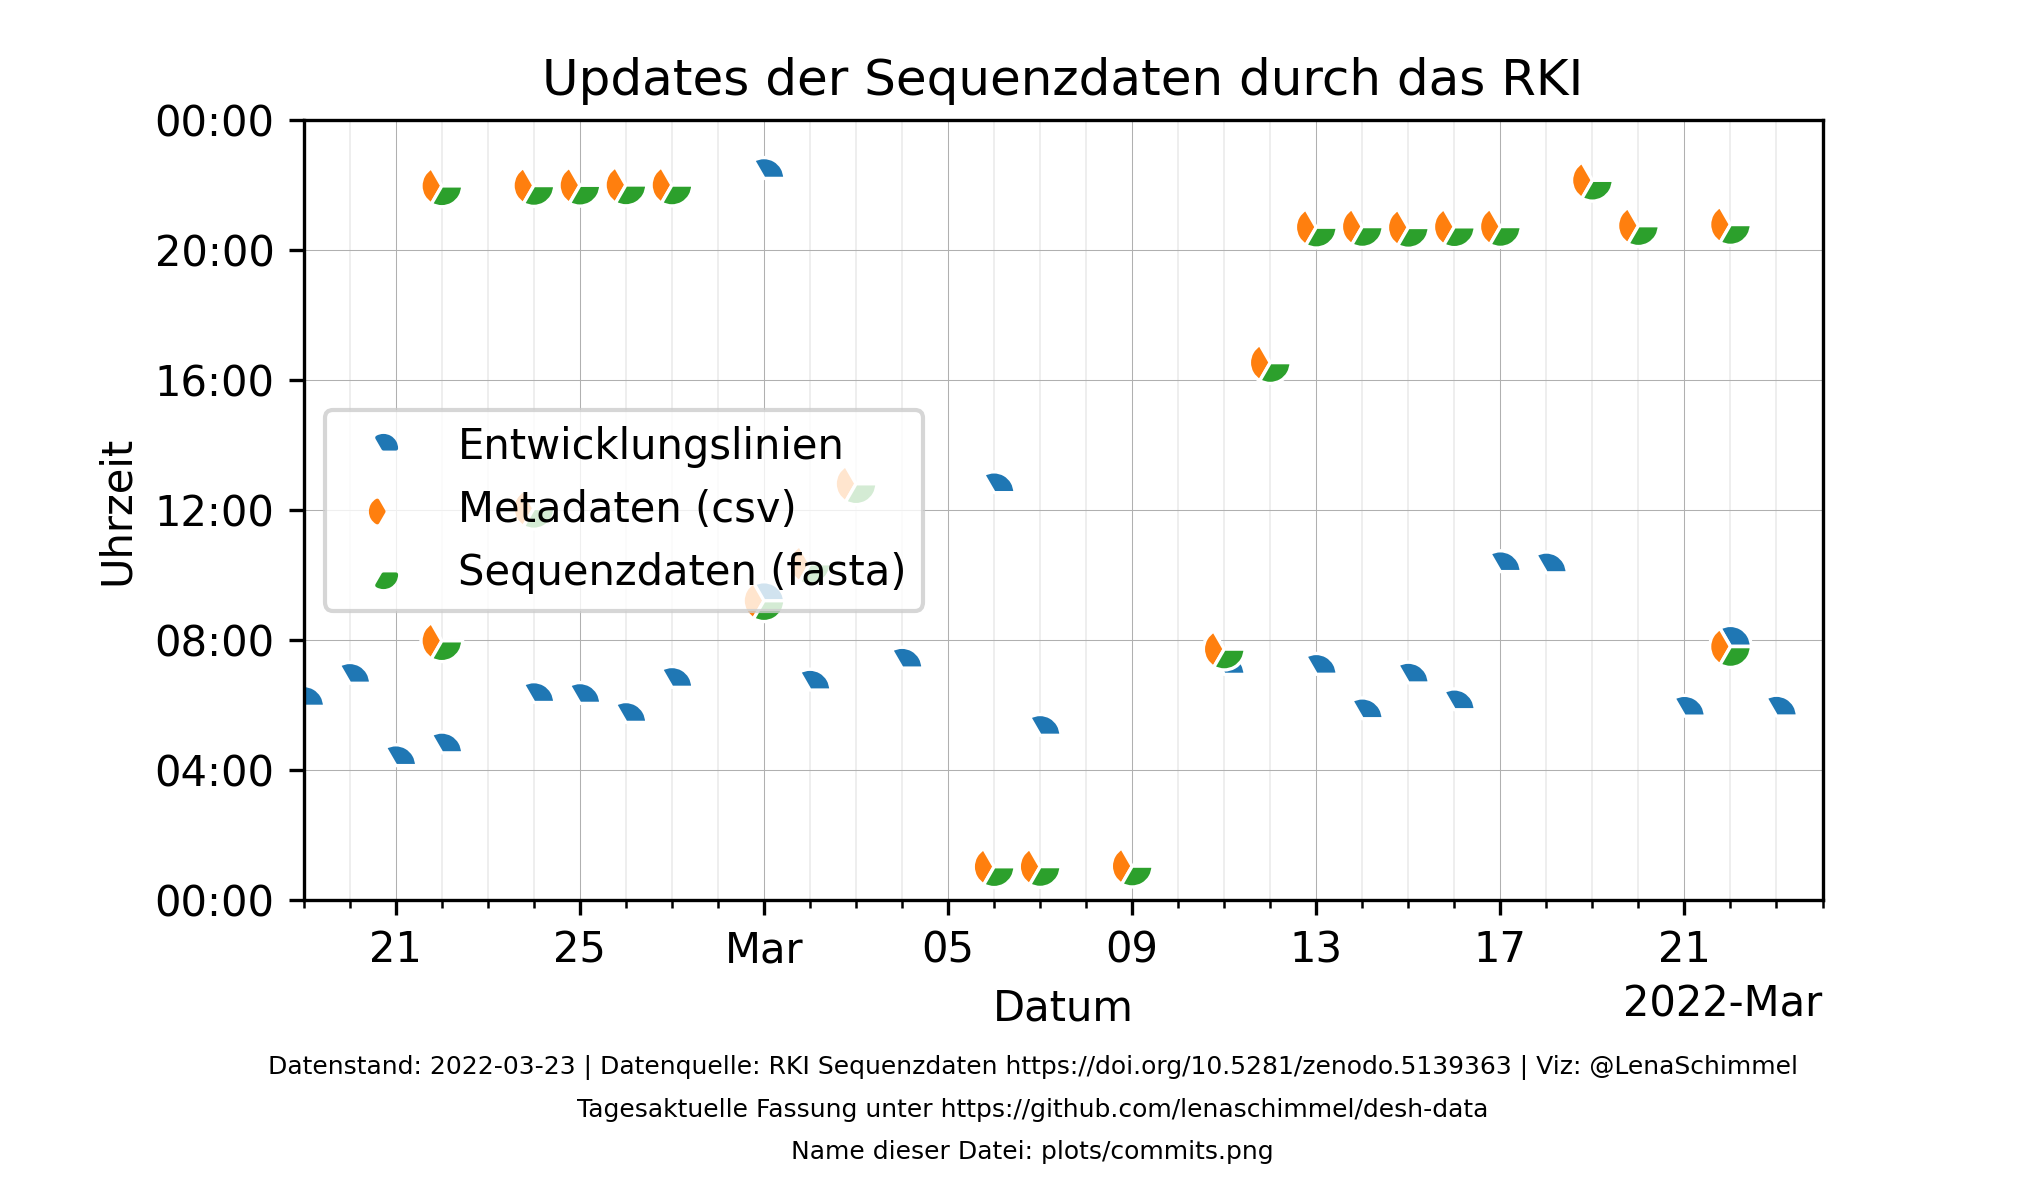 Updates der Sequenzdaten durch das RKI
00:00
20:00
16:00
12:00
08:00
04:00
00:00
Uhrzeit
Entwicklungslinien
Metadaten (csv)
Sequenzdaten (fasta)
21 25 Mar 05 09 13 17 21
Datum
2022-Mar
Datenstand: 2022-03-23 | Datenquelle: RKI Sequenzdaten https://doi.org/10.5281/zenodo.5139363 | Viz: @LenaSchimmel
Tagesaktuelle Fassung unter https://github.com/lenaschimmel/desh-data
Name dieser Datei: plots/commits.png